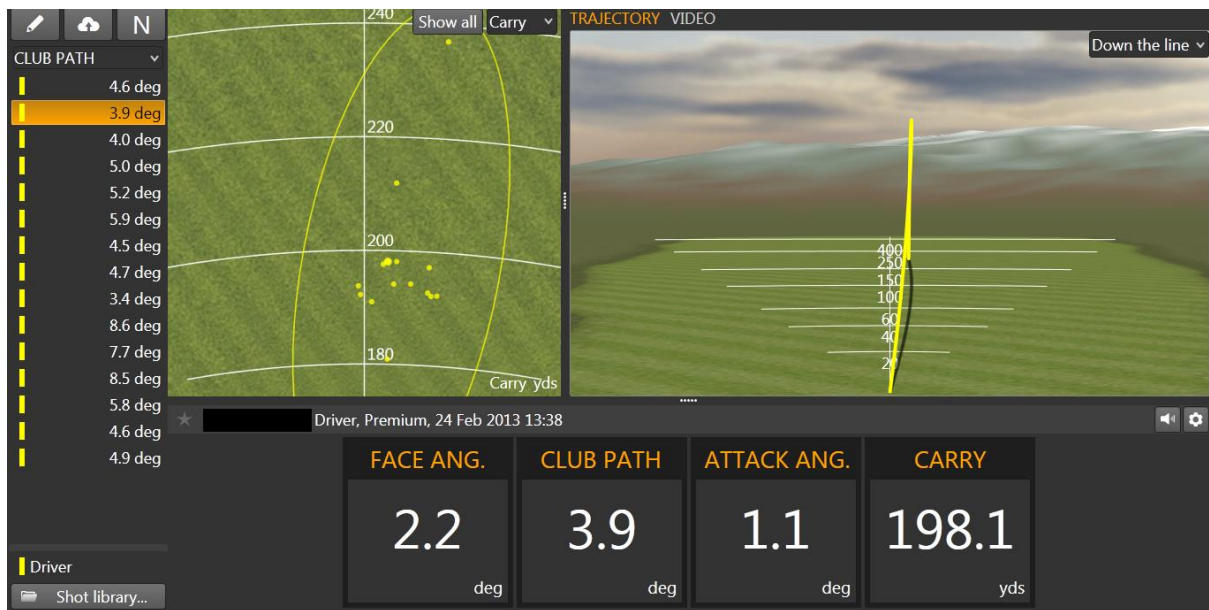 N
CLUB PATH
4.6 deg
3.9 deg
4.0 deg
5.0 deg
5.2 deg
5.9 deg
4.5 deg
4.7 deg
3.4 deg
8.6 deg
7.7 deg
8.5 deg
5.8 deg
4.6 deg
4.9 deg
Driver
Shot library...
Show all Carry
240
220
200
180
Carry yds
TRAJECTORY VIDEO
Down the line
400
250
150
100
60
40
20
Driver, Premium, 24 Feb 2013 13:38
FACE ANG.
2.2
deg
CLUB PATH
3.9
deg
ATTACK ANG.
1.1
deg
CARRY
198.1
yds